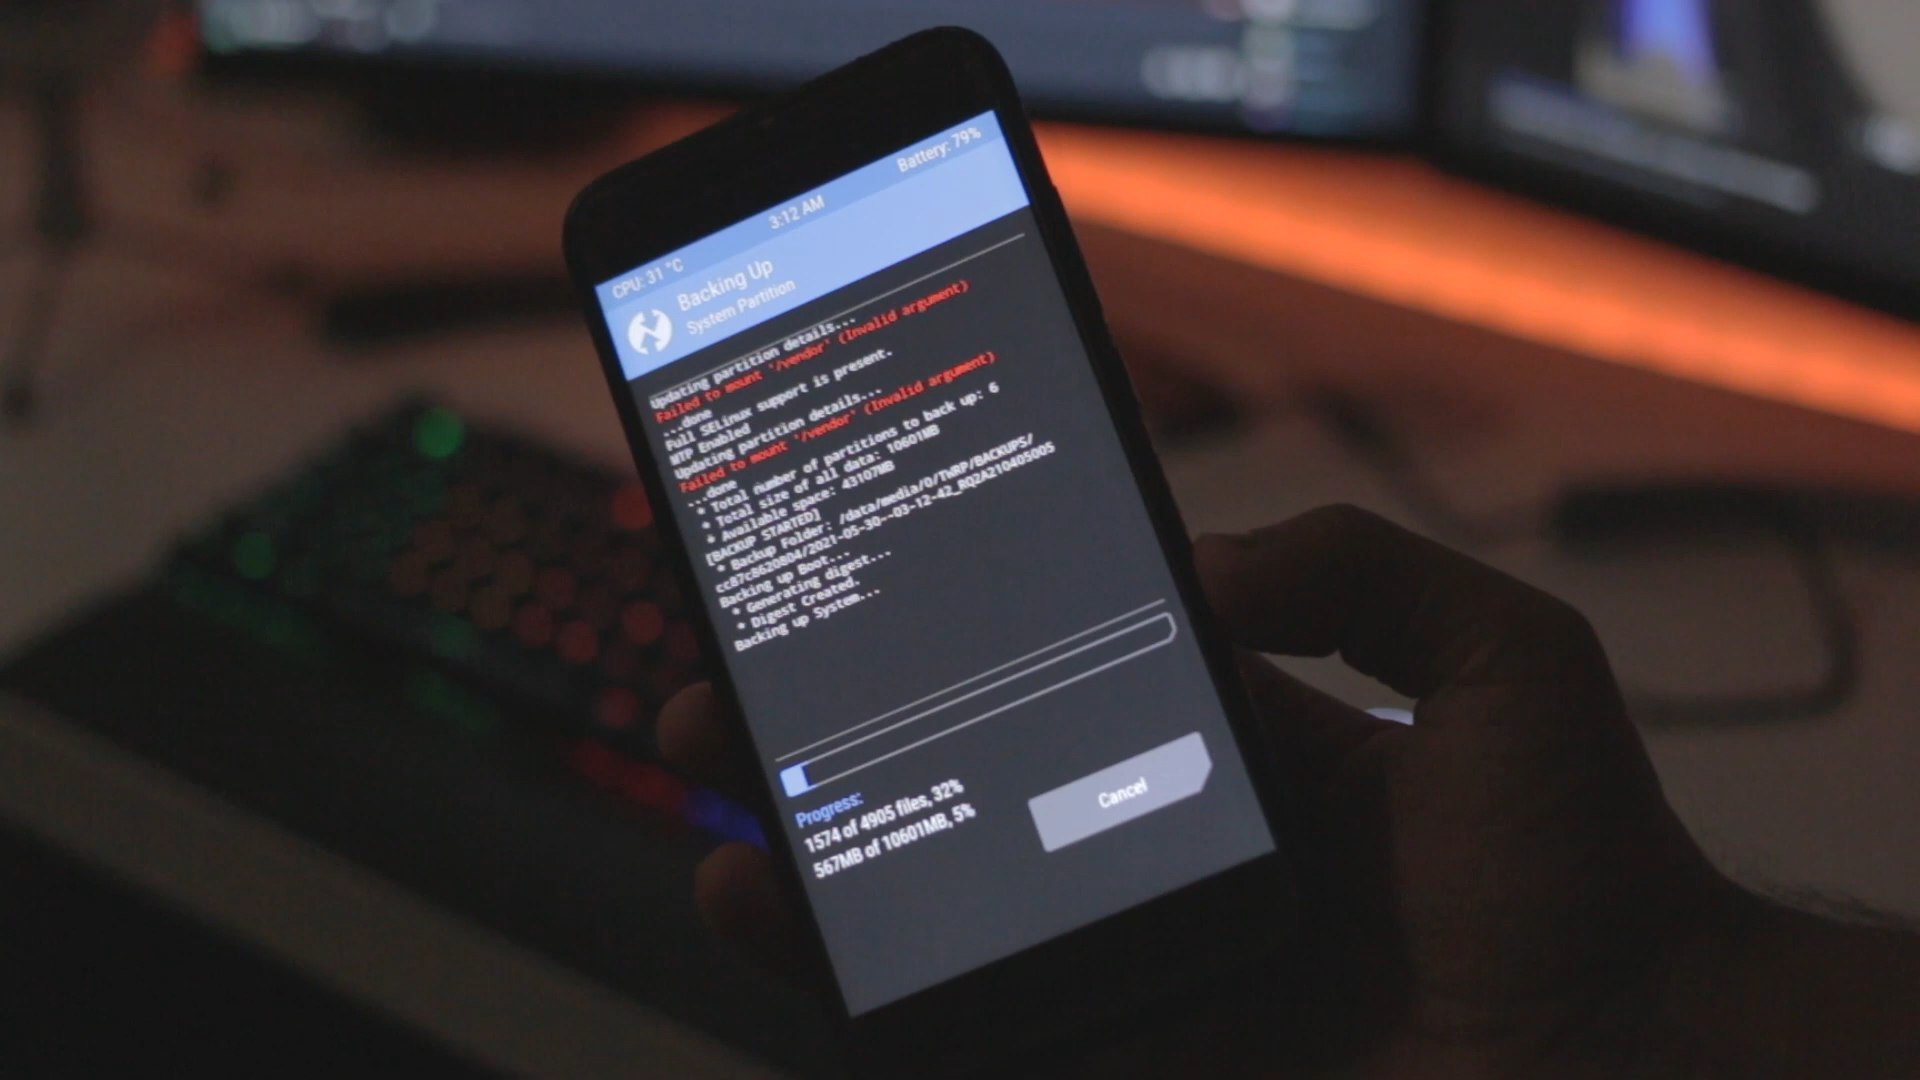 CPU: 31 °C
3:12 AM
Battery: 79%
Backing Up
System Partition
Updating partition details...
Failed to mount '/vendor' (Invalid argument)
...done
Full SELinux support is present.
MTP Enabled
Updating partition details...
Failed to mount '/vendor' (Invalid argument)
...done
* Total number of partitions to back up: 6
* Total size of all data: 10601MB
* Available space: 43107MB
[BACKUP STARTED]
* Backup Folder: /data/media/0/TWRP/BACKUPS/
cc87c8620804/2021-05-30--03-12-42_RQ2A210405005
Backing up Boot...
* Generating digest...
* Digest Created.
Backing up System...
Progress:
1574 of 4905 files, 32%
567MB of 10601MB, 5%
Cancel